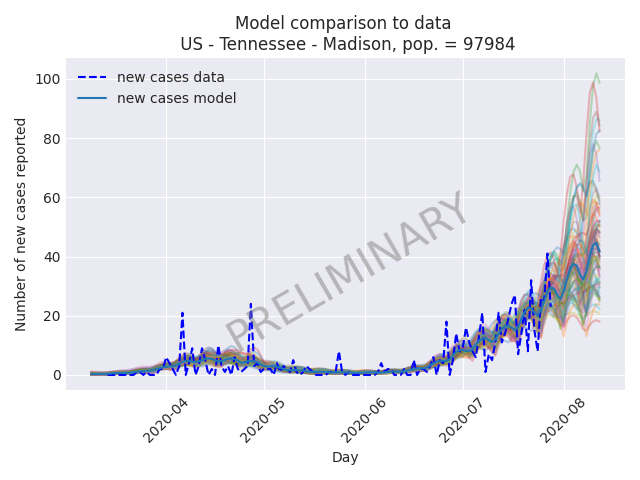 Model comparison to data
US - Tennessee - Madison, pop. = 97984
new cases data
new cases model
100
80
60
40
20
0
Number of new cases reported
PRELIMINARY
2020-04
2020-05
2020-06
2020-07
2020-08
Day